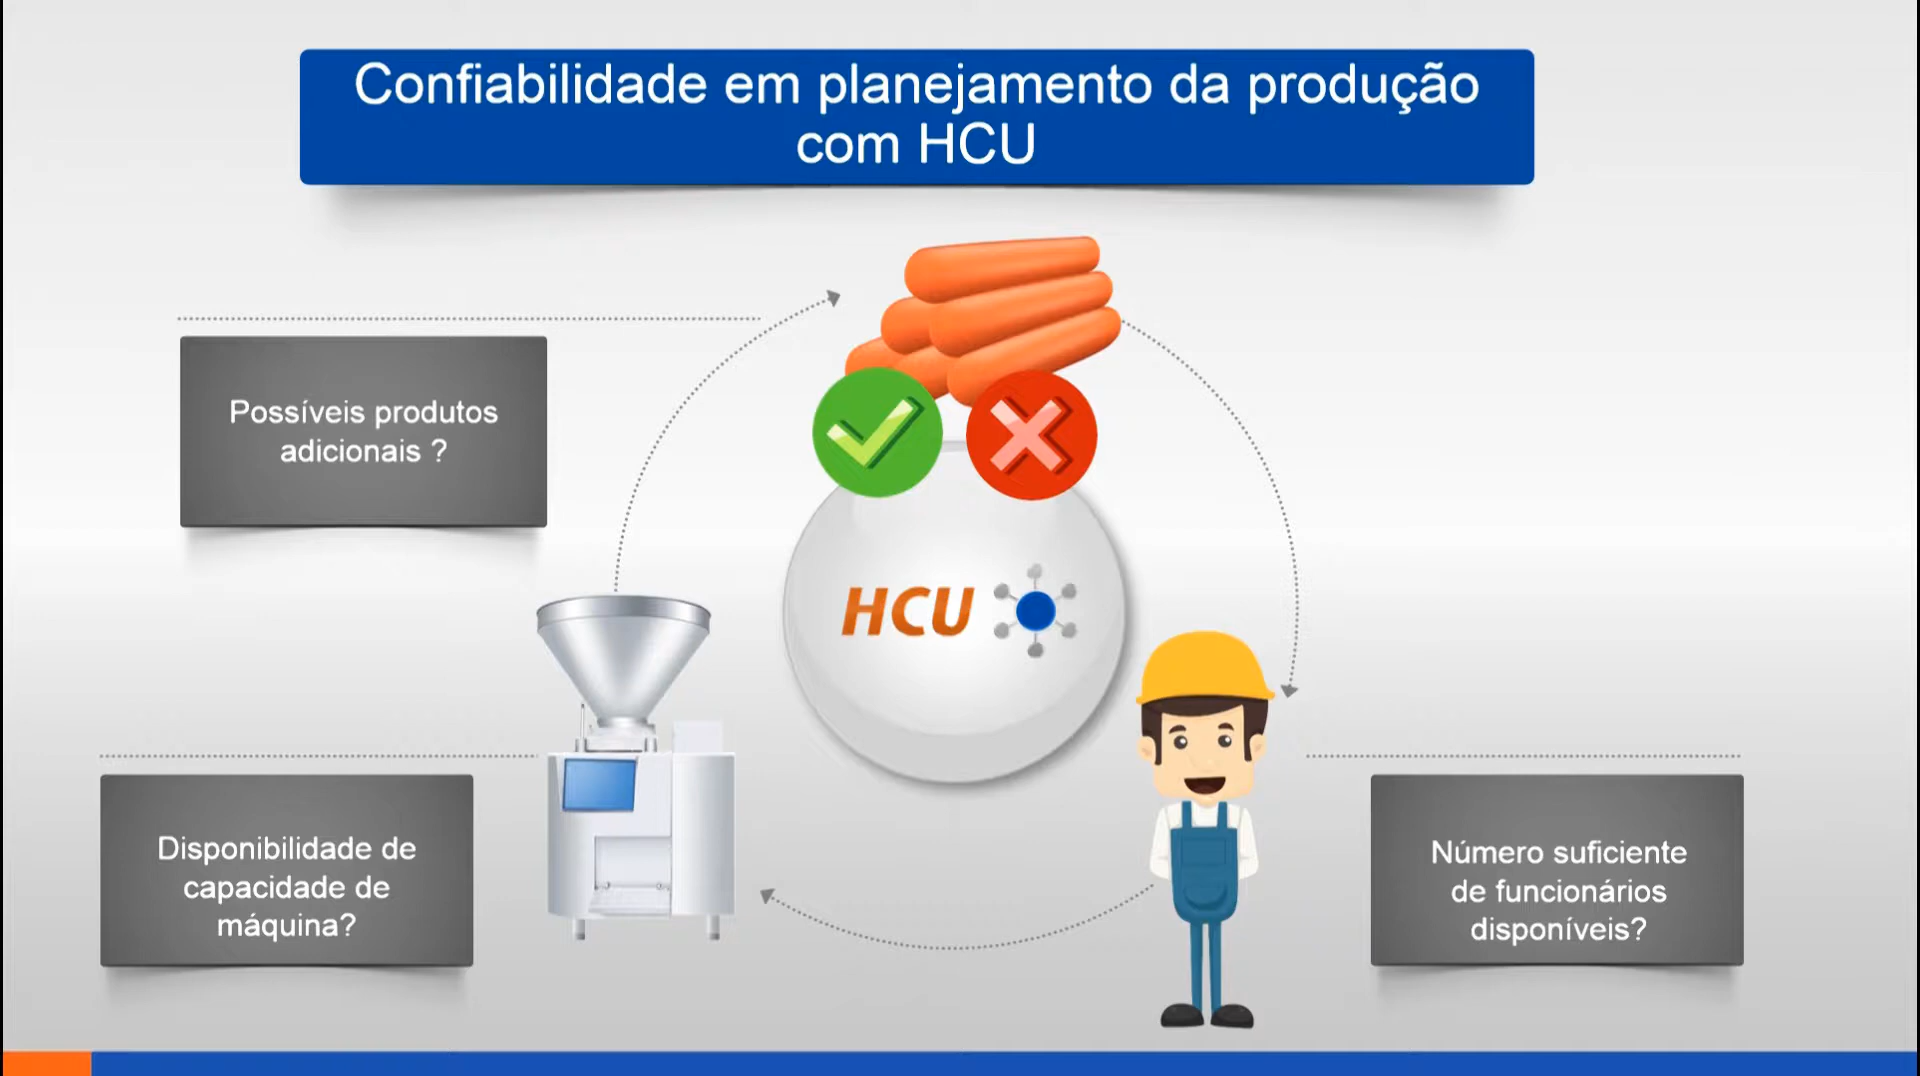 Confiabilidade em planejamento da produção
com HCU
Possíveis produtos
adicionais ?
HCU
Disponibilidade de
capacidade de
máquina?
Número suficiente
de funcionários
disponíveis?